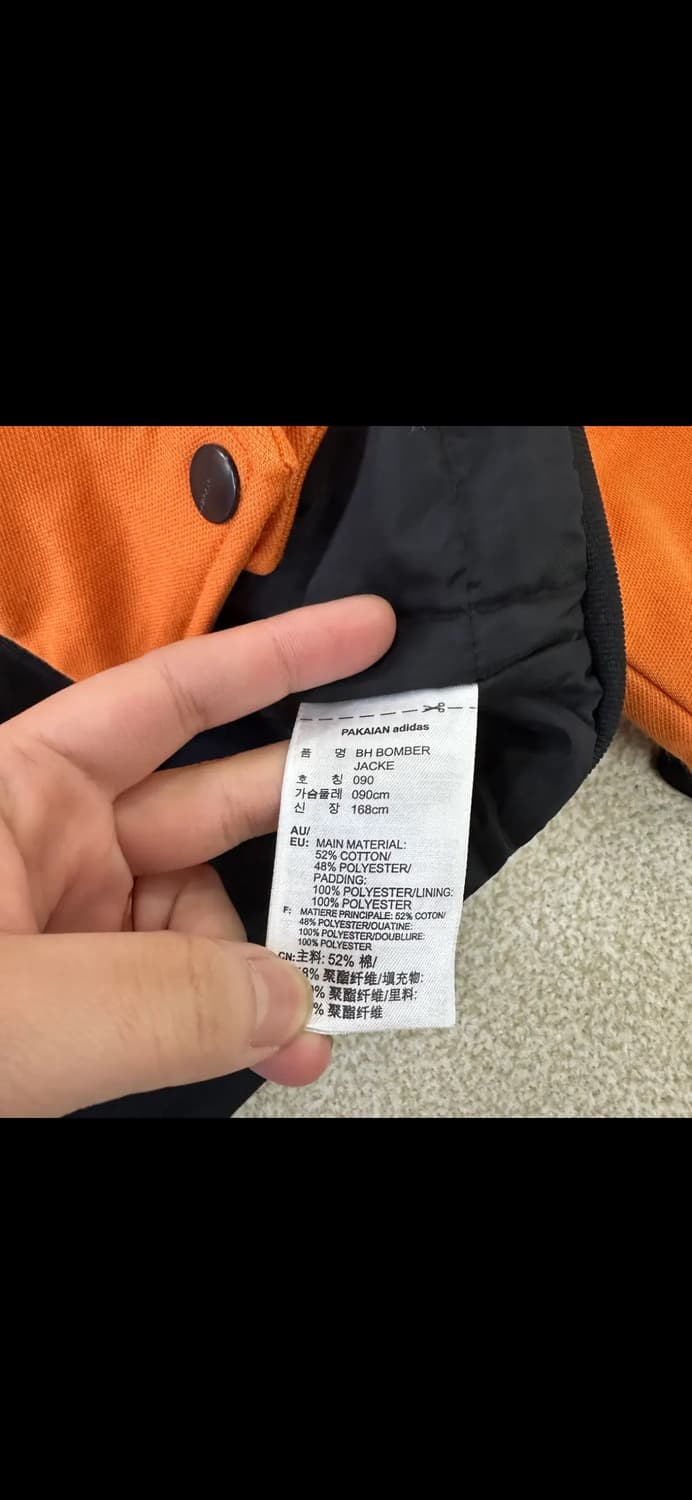 PAKAIAN adidas
품 명 BH BOMBER
JACKE
호 칭 090
가슴둘레 090cm
신 장 168cm
AU/
EU: MAIN MATERIAL:
52% COTTON/
48% POLYESTER/
PADDING:
100% POLYESTER/LINING:
100% POLYESTER
F: MATIERE PRINCIPALE: 52% COTON/
48% POLYESTER/OUATINE:
100% POLYESTER/DOUBLURE:
100% POLYESTER
CN:主料: 52% 棉/
8% 聚酯纤维/填充物:
0% 聚酯纤维/里料:
% 聚酯纤维